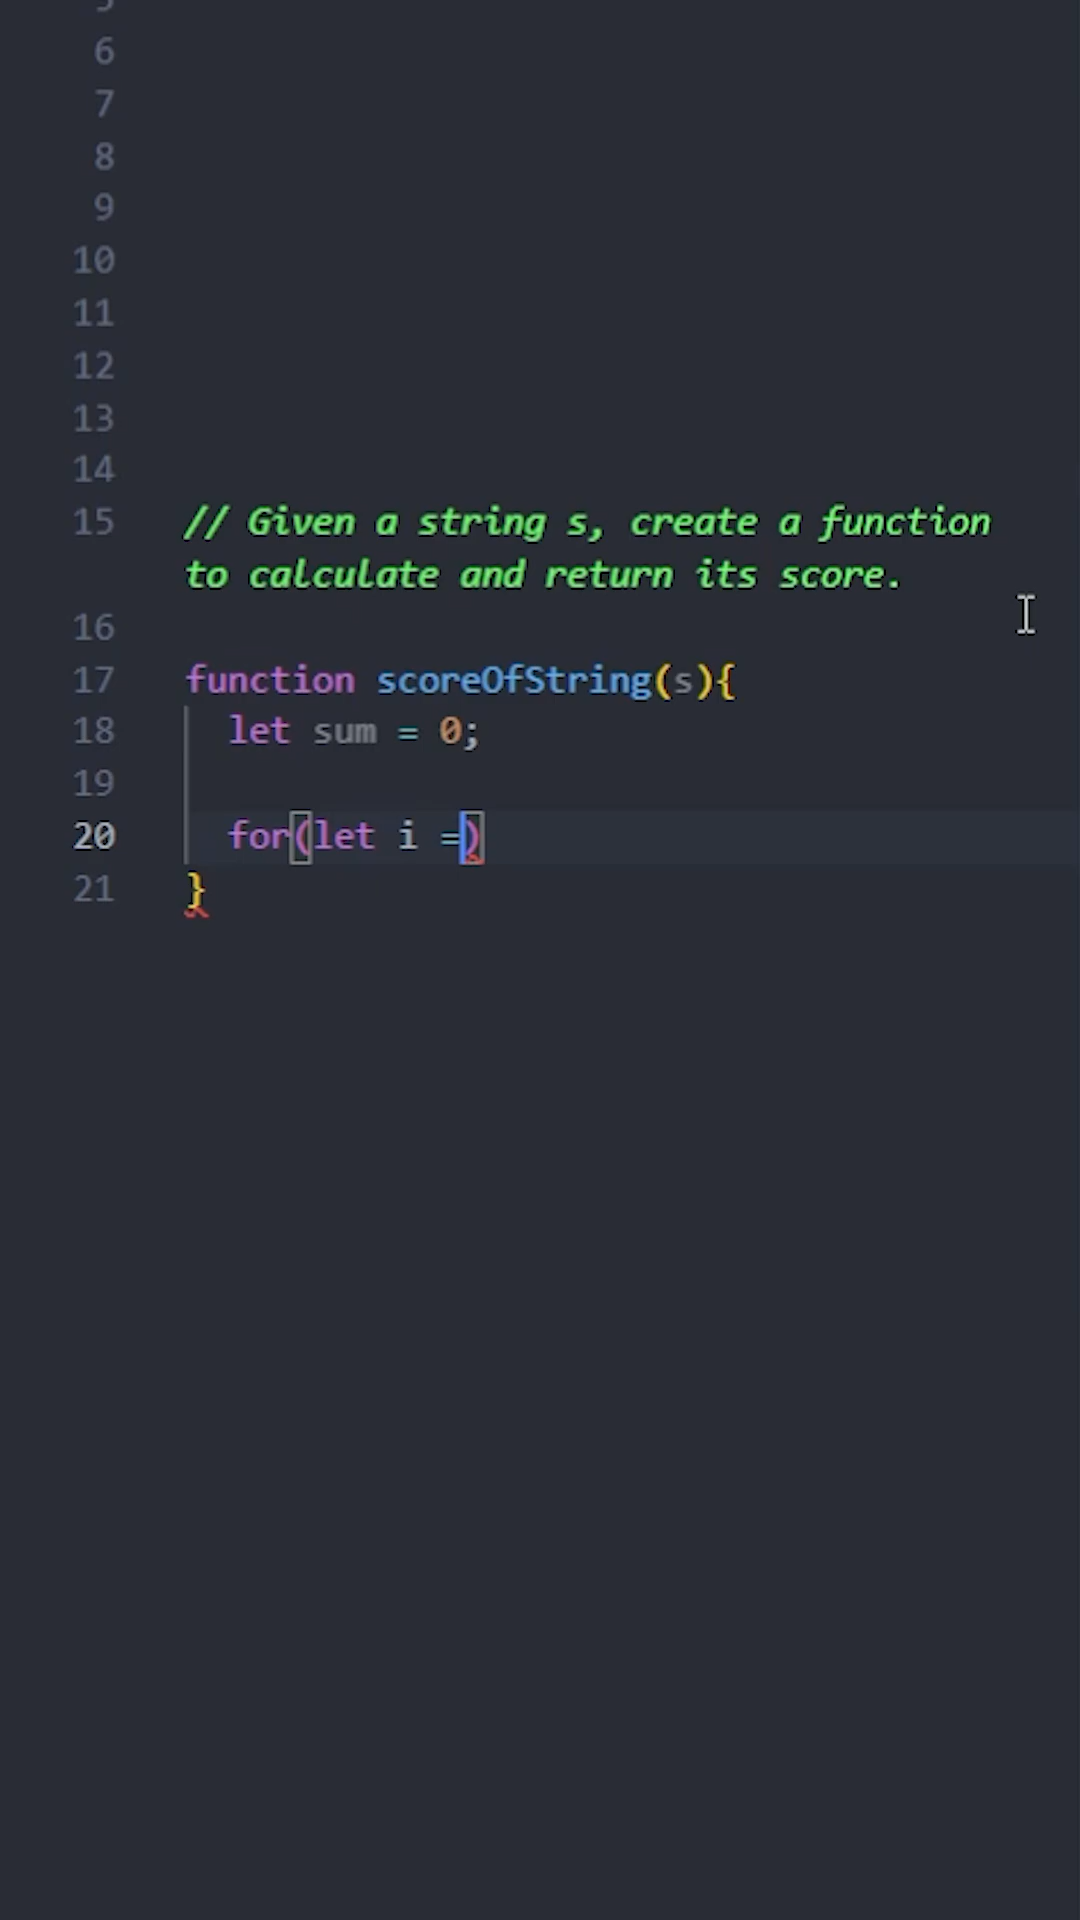 6
7
8
9
10
11
12
13
14
15 // Given a string s, create a function
to calculate and return its score.
16
17 function scoreOfString(s){
18 let sum = 0;
19
20 for(let i =)
21 }